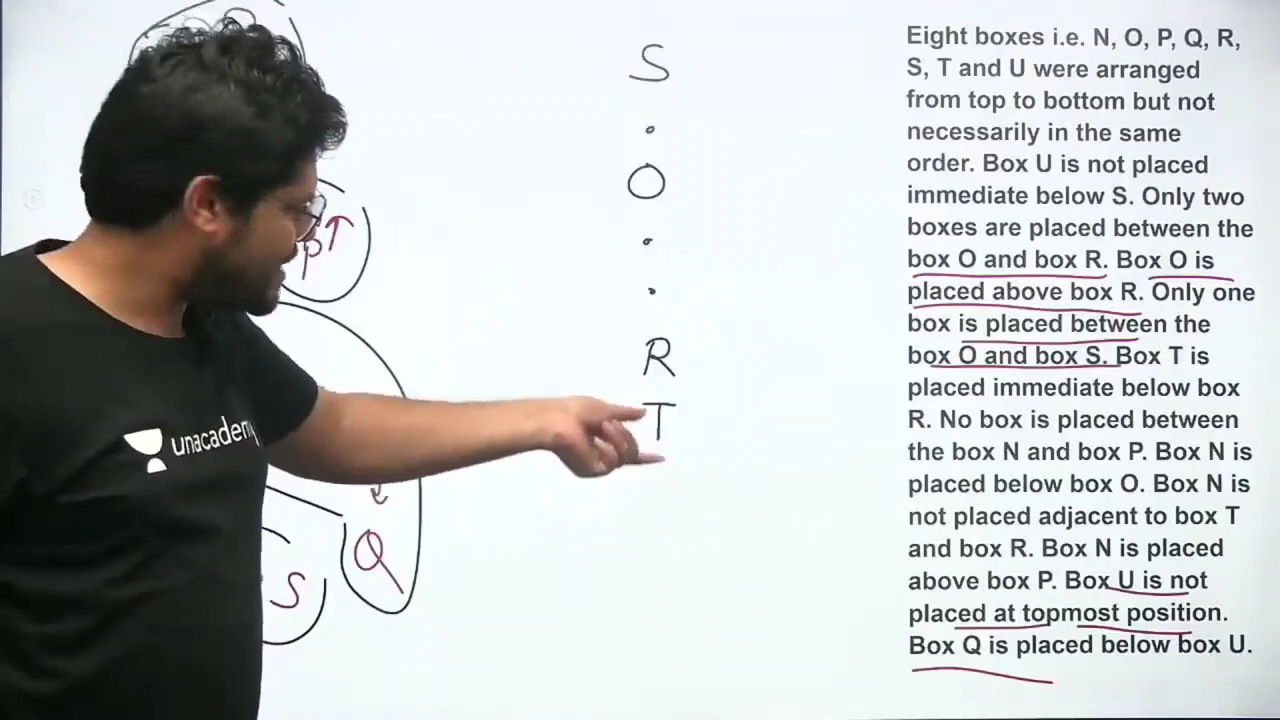 S
.
O
.
.
R
T
P↑
Q
S
unacademy
Eight boxes i.e. N, O, P, Q, R,
S, T and U were arranged
from top to bottom but not
necessarily in the same
order. Box U is not placed
immediate below S. Only two
boxes are placed between the
box O and box R. Box O is
placed above box R. Only one
box is placed between the
box O and box S. Box T is
placed immediate below box
R. No box is placed between
the box N and box P. Box N is
placed below box O. Box N is
not placed adjacent to box T
and box R. Box N is placed
above box P. Box U is not
placed at topmost position.
Box Q is placed below box U.